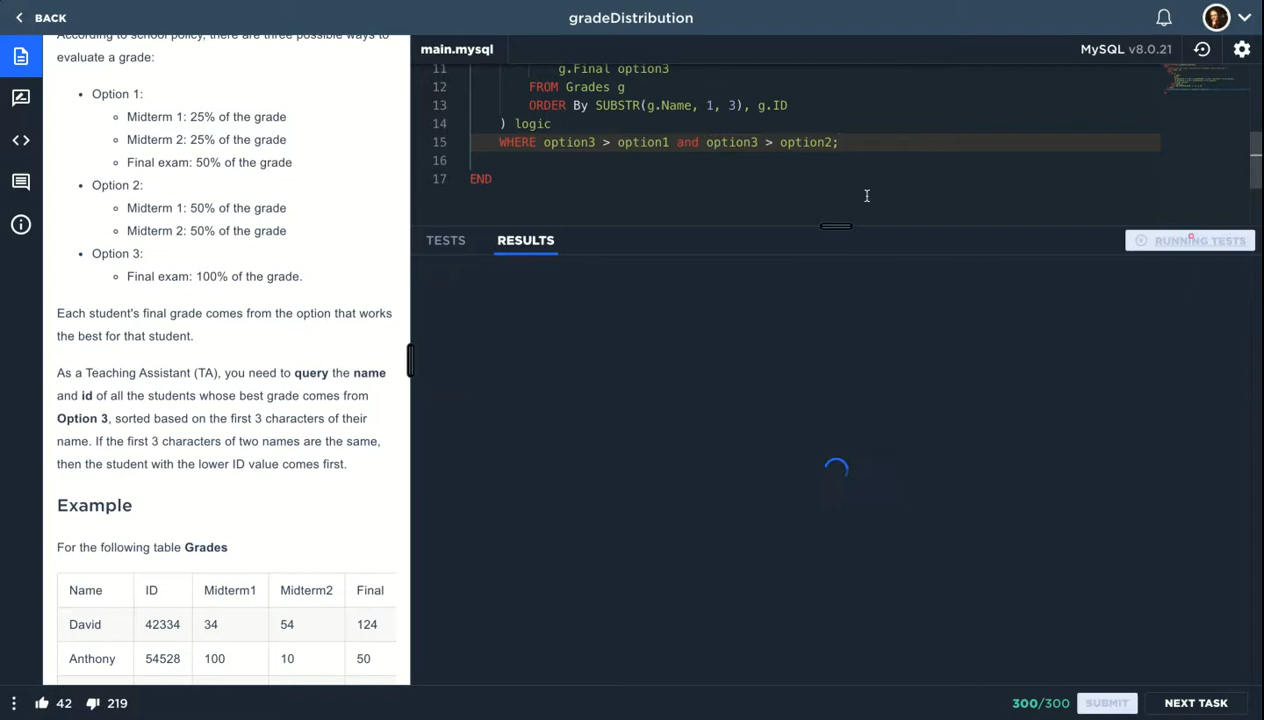 BACK
gradeDistribution
According to school policy, there are three possible ways to
evaluate a grade:
Option 1:
Midterm 1: 25% of the grade
Midterm 2: 25% of the grade
Final exam: 50% of the grade
Option 2:
Midterm 1: 50% of the grade
Midterm 2: 50% of the grade
Option 3:
Final exam: 100% of the grade.
Each student's final grade comes from the option that works
the best for that student.
As a Teaching Assistant (TA), you need to query the name
and id of all the students whose best grade comes from
Option 3, sorted based on the first 3 characters of their
name. If the first 3 characters of two names are the same,
then the student with the lower ID value comes first.
Example
For the following table Grades
Name ID Midterm1 Midterm2 Final
David 42334 34 54 124
Anthony 54528 100 10 50
main.mysql
MySQL v8.0.21
11 g.Final option3
12 FROM Grades g
13 ORDER By SUBSTR(g.Name, 1, 3), g.ID
14 ) logic
15 WHERE option3 > option1 and option3 > option2;
16
17 END
TESTS RESULTS
RUNNING TESTS
42 219
300/300 SUBMIT NEXT TASK